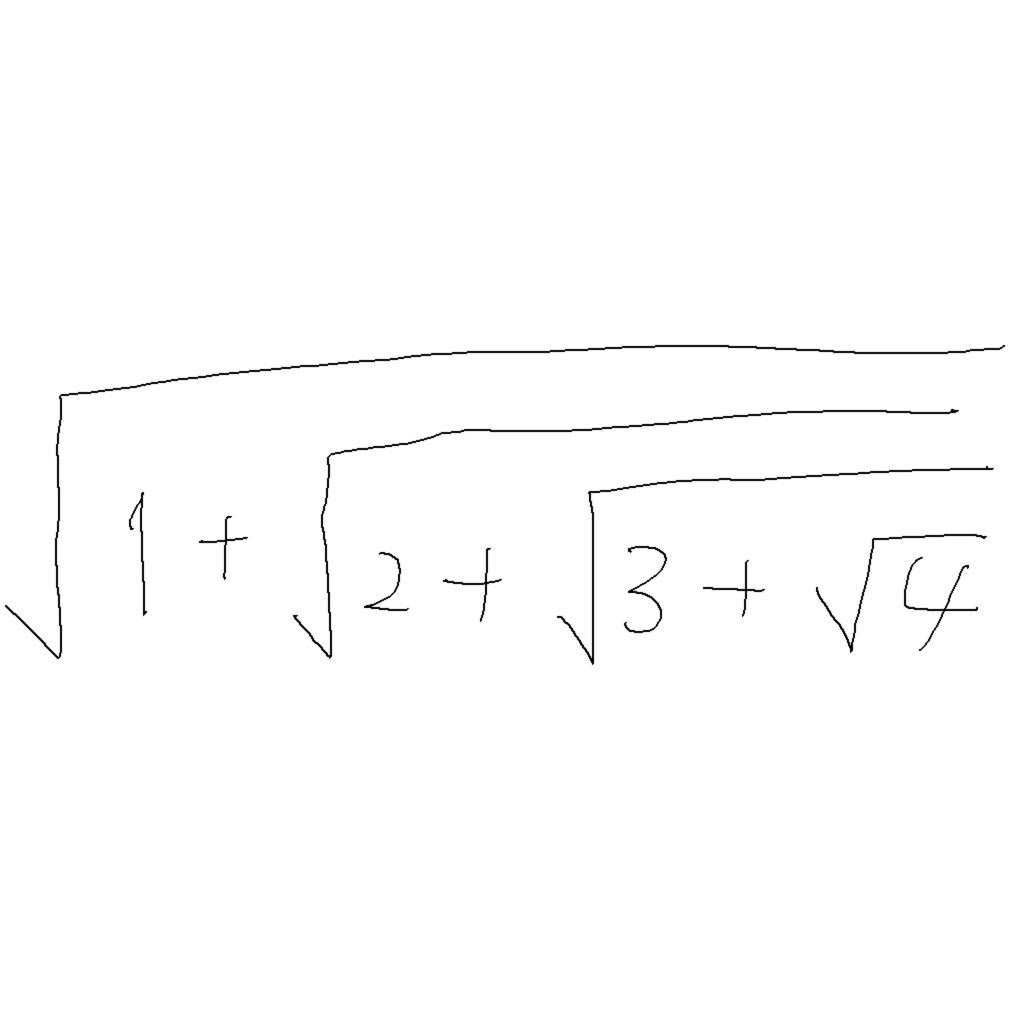 √(1 + √(2 + √(3 + √4)))